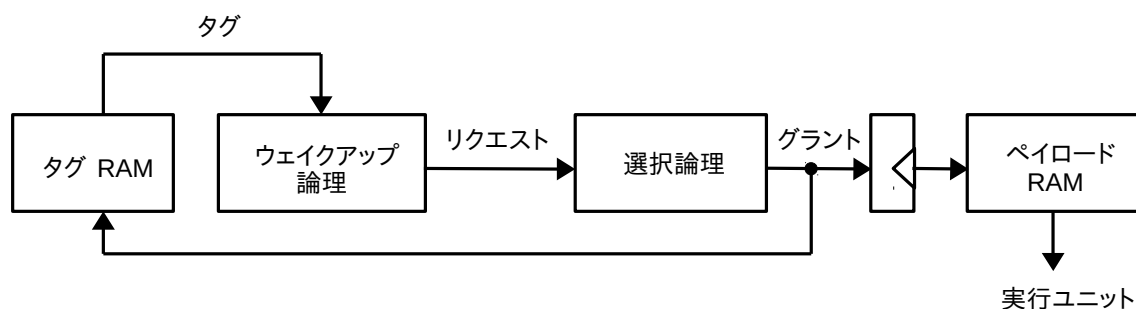 タグ
タグ RAM
ウェイクアップ
論理
リクエスト
選択論理
グラント
ペイロード
RAM
実行ユニット